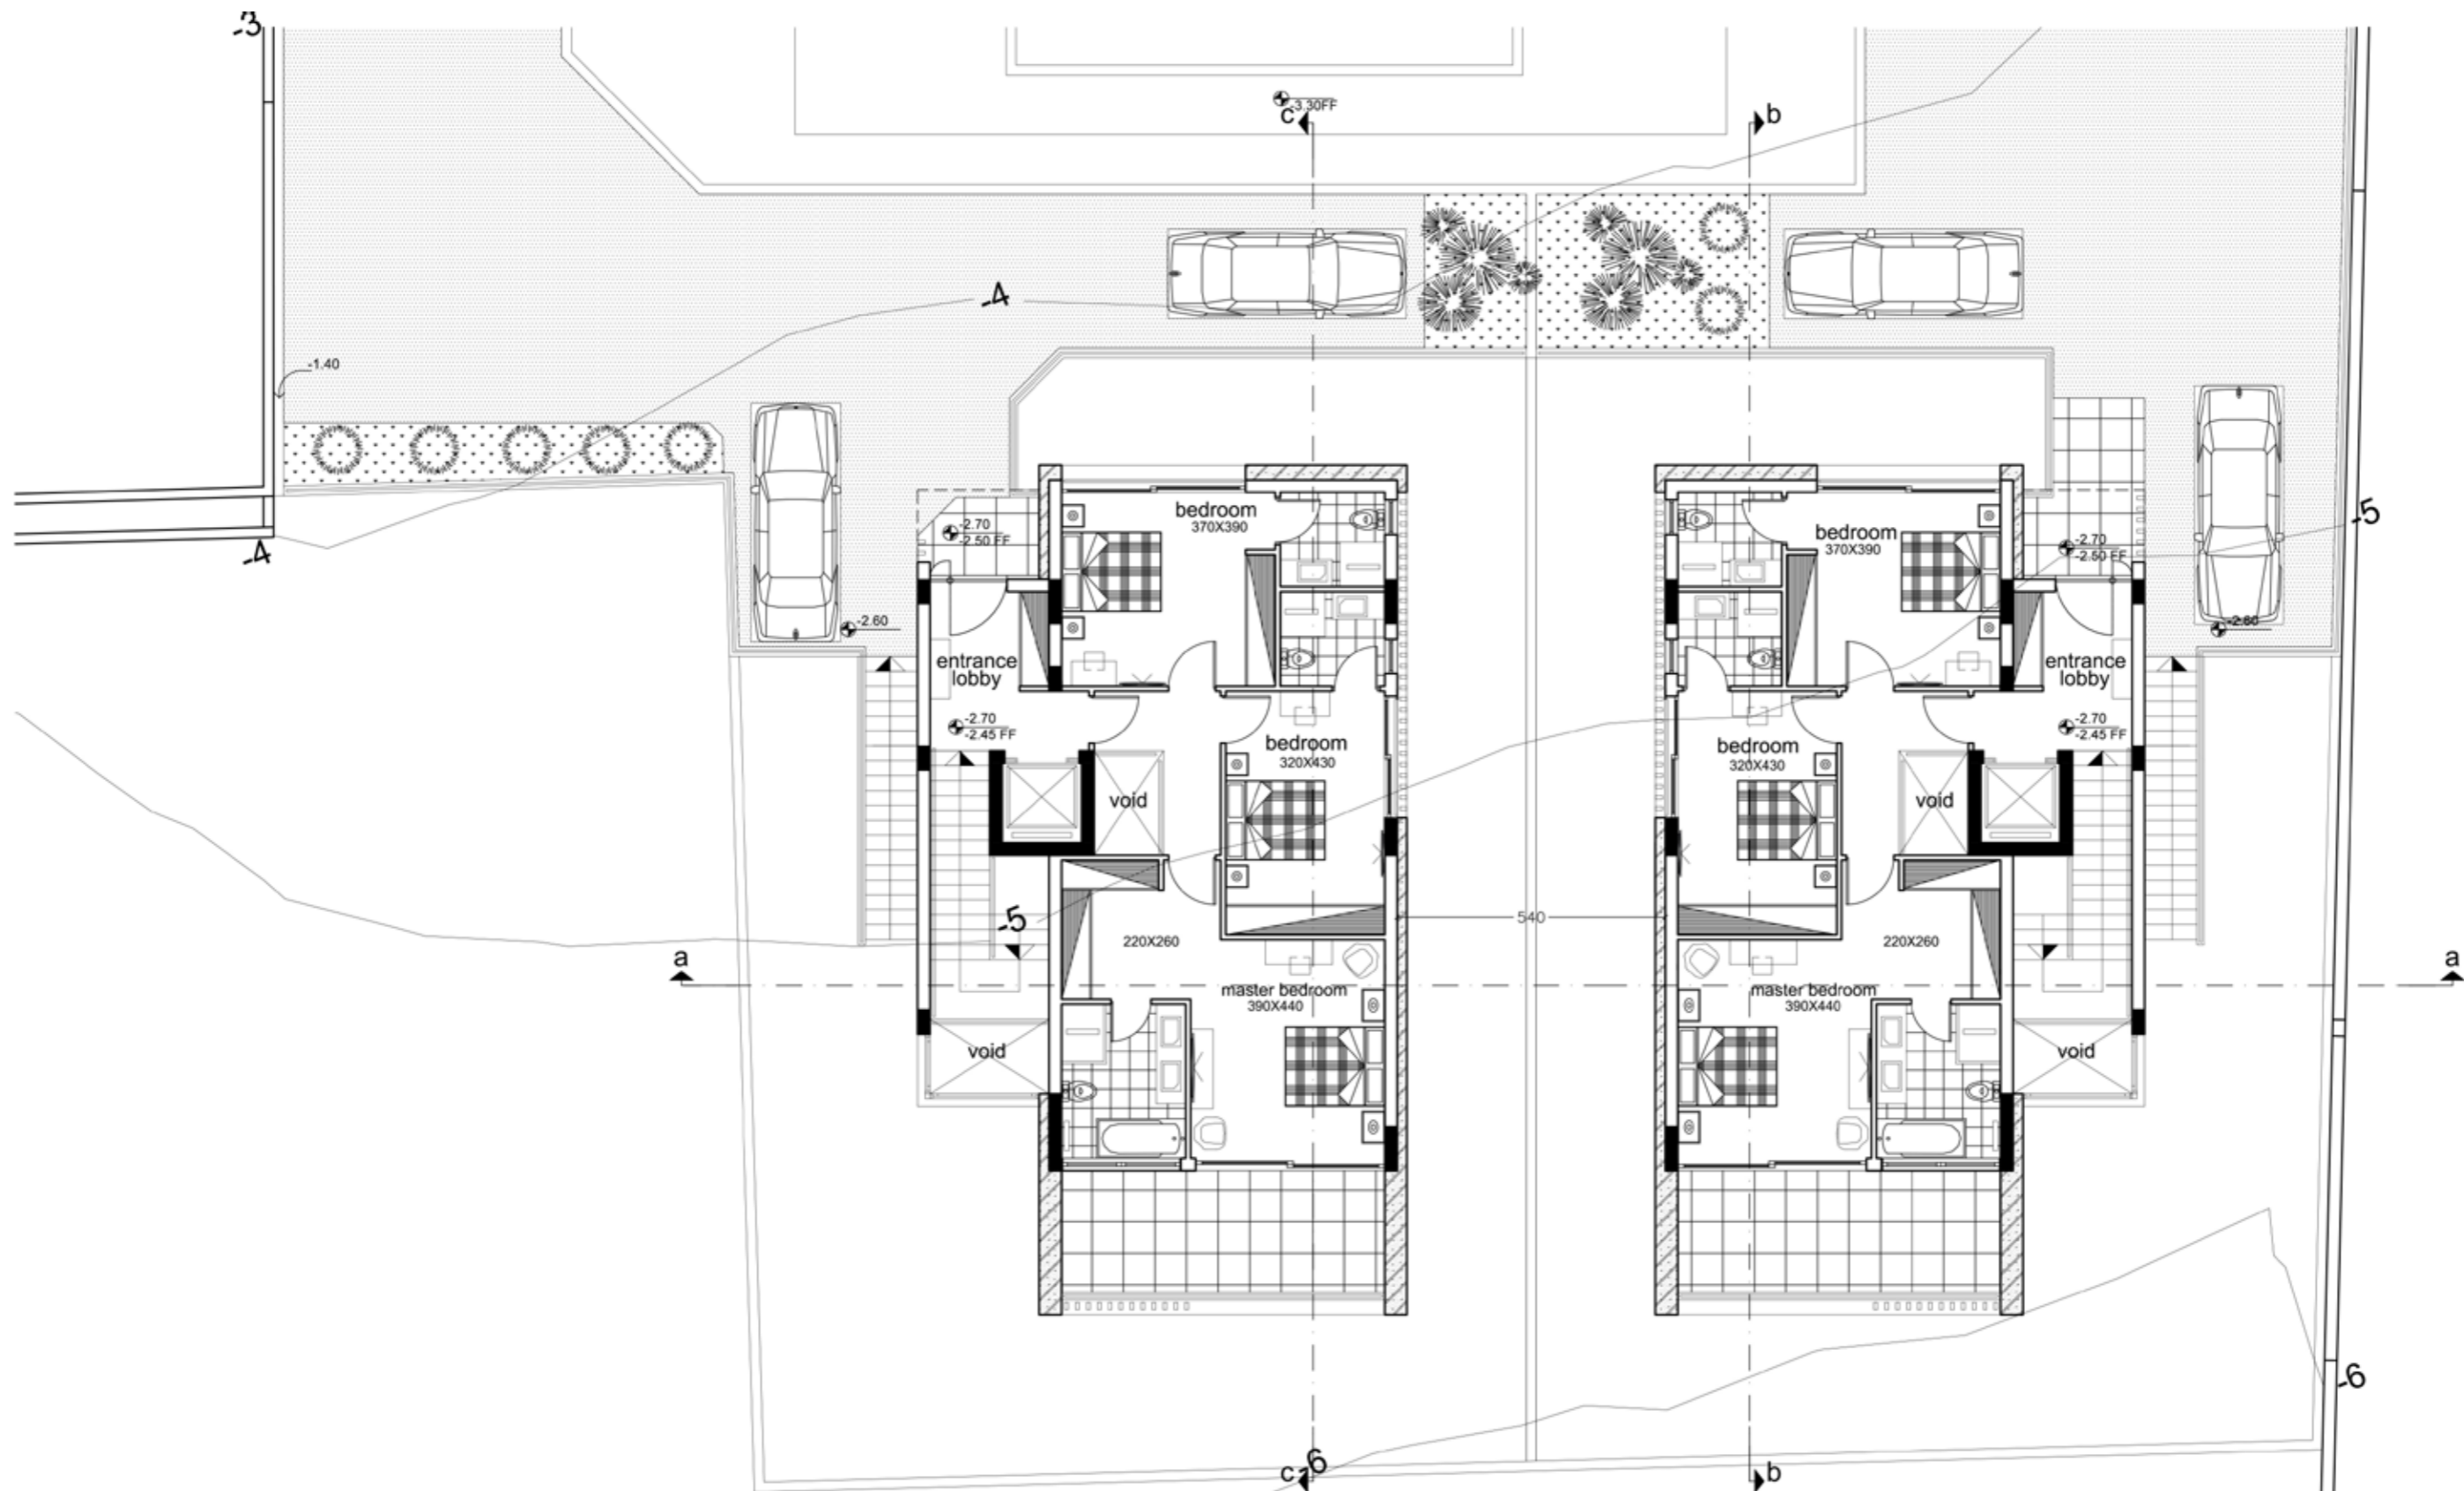 -3
-3.30FF
c
b
-4
-1.40
-4
-5
bedroom
370X390
bedroom
370X390
-2.70
-2.50 FF
-2.70
-2.50 FF
-2.60
-2.60
entrance
lobby
entrance
lobby
-2.70
-2.45 FF
-2.70
-2.45 FF
bedroom
320X430
bedroom
320X430
void
void
-5
540
220X260
220X260
a
a
master bedroom
390X440
master bedroom
390X440
void
void
-6
c
-6
b